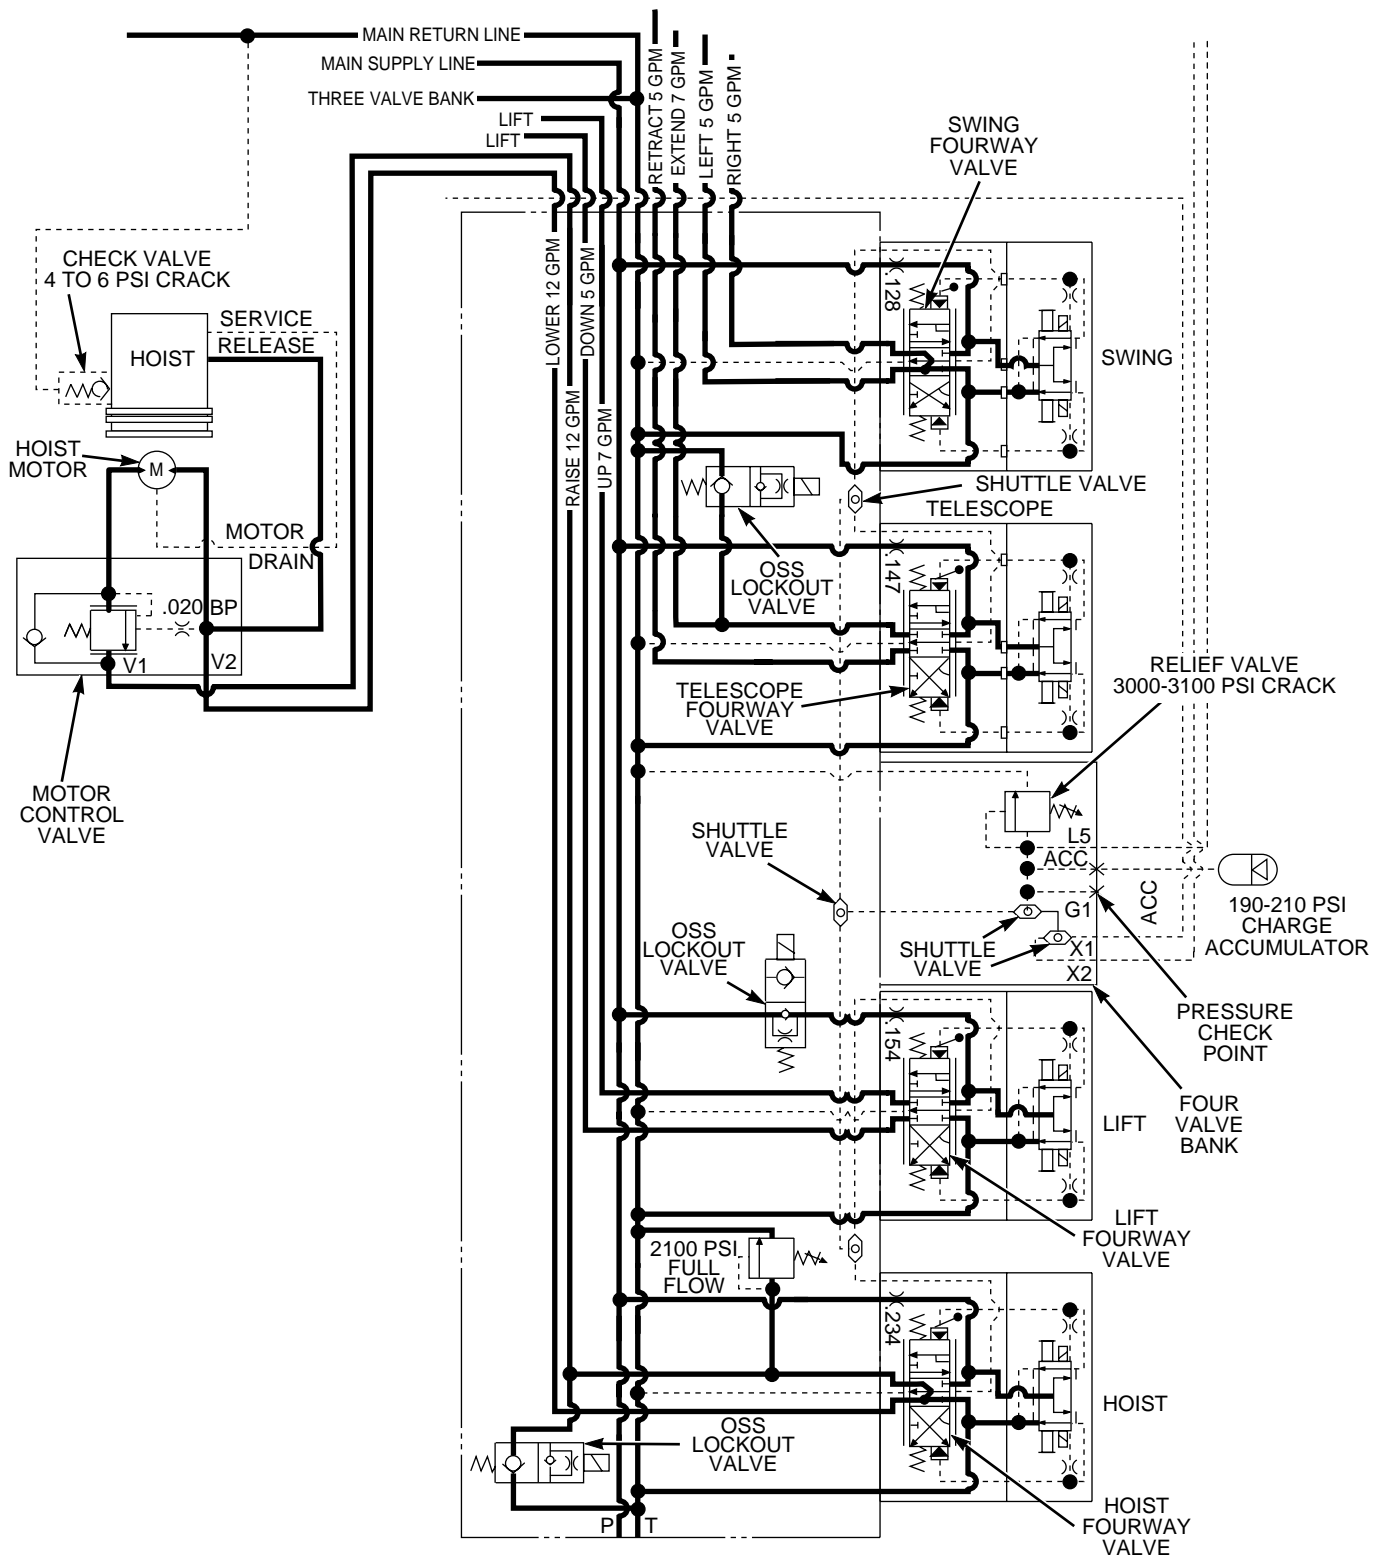 MAIN RETURN LINE
MAIN SUPPLY LINE
THREE VALVE BANK
LIFT
LIFT
RETRACT 5 GPM
EXTEND 7 GPM
LEFT 5 GPM
RIGHT 5 GPM
SWING
FOURWAY
VALVE
CHECK VALVE
4 TO 6 PSI CRACK
SERVICE
RELEASE
HOIST
LOWER 12 GPM
RAISE 12 GPM
DOWN 5 GPM
UP 7 GPM
.128
SWING
HOIST
MOTOR
M
MOTOR
DRAIN
SHUTTLE VALVE
TELESCOPE
OSS
LOCKOUT
VALVE
.147
.020 BP
V1
V2
TELESCOPE
FOURWAY
VALVE
RELIEF VALVE
3000-3100 PSI CRACK
MOTOR
CONTROL
VALVE
SHUTTLE
VALVE
L5
ACC
ACC
G1
X1
X2
190-210 PSI
CHARGE
ACCUMULATOR
SHUTTLE
VALVE
OSS
LOCKOUT
VALVE
PRESSURE
CHECK
POINT
.154
LIFT
FOUR
VALVE
BANK
LIFT
FOURWAY
VALVE
2100 PSI
FULL
FLOW
.234
HOIST
OSS
LOCKOUT
VALVE
P
T
HOIST
FOURWAY
VALVE